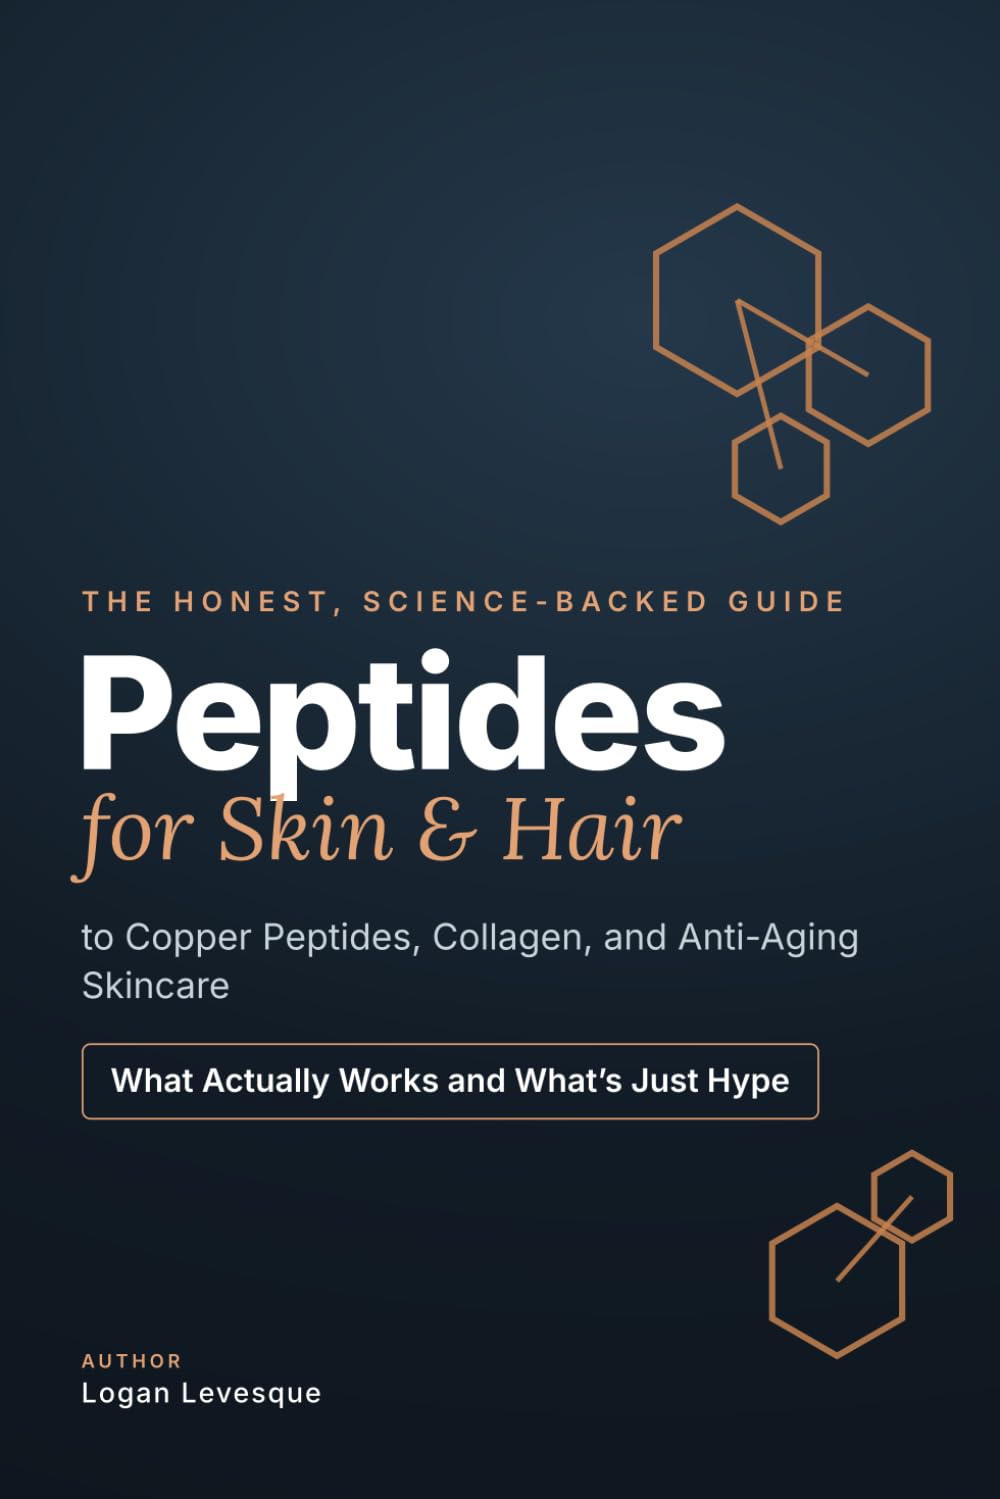 THE HONEST, SCIENCE-BACKED GUIDE
Peptides
for Skin & Hair
to Copper Peptides, Collagen, and Anti-Aging
Skincare
What Actually Works and What’s Just Hype
AUTHOR
Logan Levesque